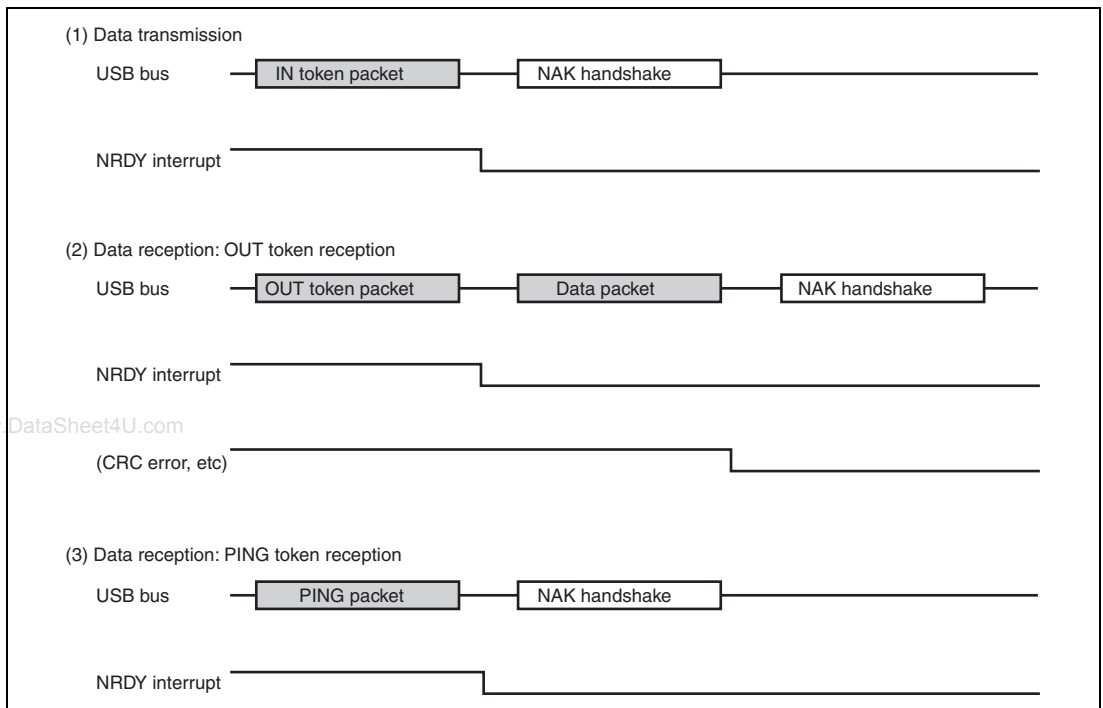 (1) Data transmission
USB bus IN token packet NAK handshake
NRDY interrupt
(2) Data reception: OUT token reception
USB bus OUT token packet Data packet NAK handshake
NRDY interrupt
.DataSheet4U.com
(CRC error, etc)
(3) Data reception: PING token reception
USB bus PING packet NAK handshake
NRDY interrupt